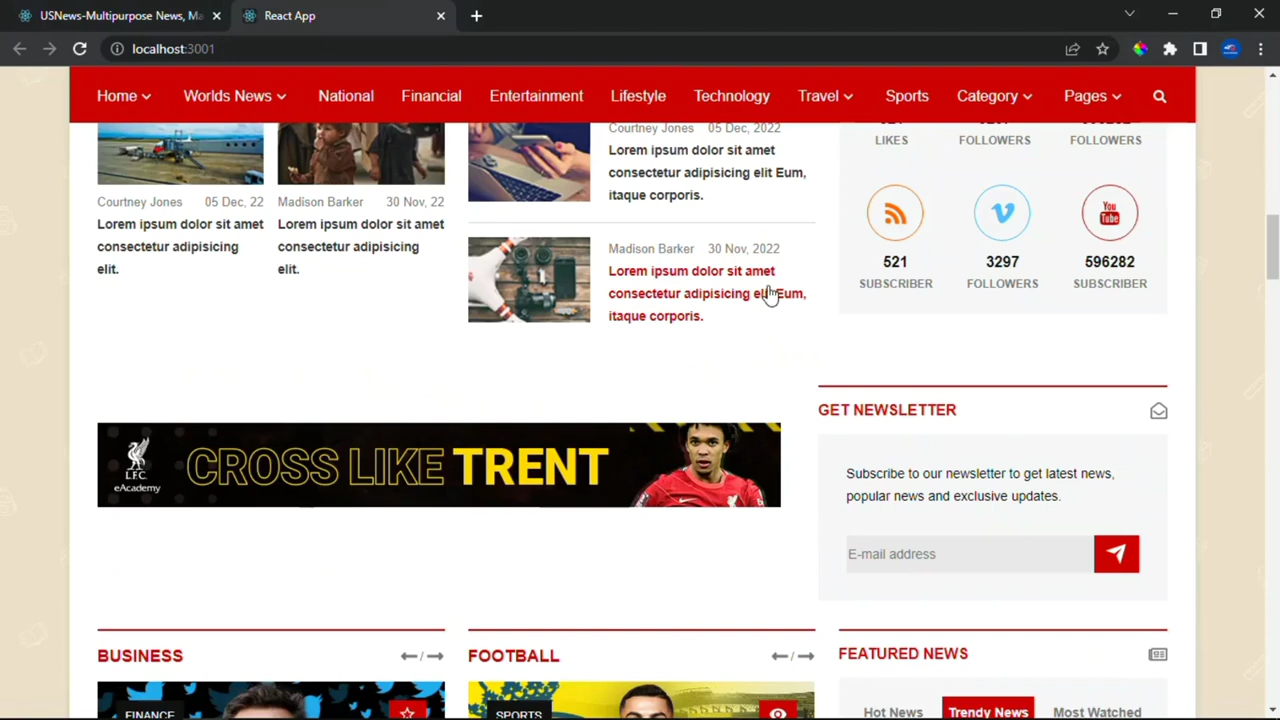 USNews-Multipurpose News, Ma
React App
localhost:3001
Home
Worlds News
National
Financial
Entertainment
Lifestyle
Technology
Travel
Sports
Category
Pages
Courtney Jones 05 Dec, 22
Lorem ipsum dolor sit amet
consectetur adipisicing
elit.
Madison Barker 30 Nov, 22
Lorem ipsum dolor sit amet
consectetur adipisicing
elit.
Courtney Jones 05 Dec, 2022
Lorem ipsum dolor sit amet
consectetur adipisicing elit Eum,
itaque corporis.
Madison Barker 30 Nov, 2022
Lorem ipsum dolor sit amet
consectetur adipisicing elit Eum,
itaque corporis.
LIKES
FOLLOWERS
FOLLOWERS
You
Tube
521
SUBSCRIBER
3297
FOLLOWERS
596282
SUBSCRIBER
L.F.C.
eAcademy
CROSS LIKE TRENT
GET NEWSLETTER
Subscribe to our newsletter to get latest news,
popular news and exclusive updates.
E-mail address
BUSINESS
/
FOOTBALL
/
FEATURED NEWS
FINANCE
SPORTS
Hot News
Trendy News
Most Watched